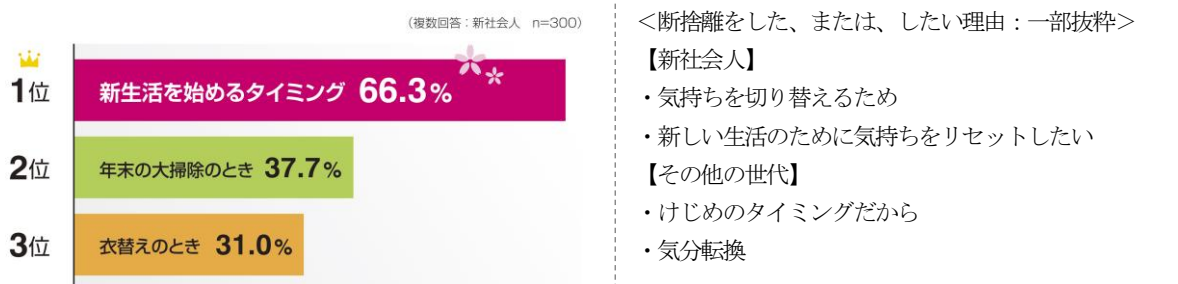 （複数回答：新社会人　n=300）
1位 新生活を始めるタイミング 66.3%
2位 年末の大掃除のとき 37.7%
3位 衣替えのとき 31.0%
＜断捨離をした、または、したい理由：一部抜粋＞
【新社会人】
・気持ちを切り替えるため
・新しい生活のために気持ちをリセットしたい
【その他の世代】
・けじめのタイミングだから
・気分転換